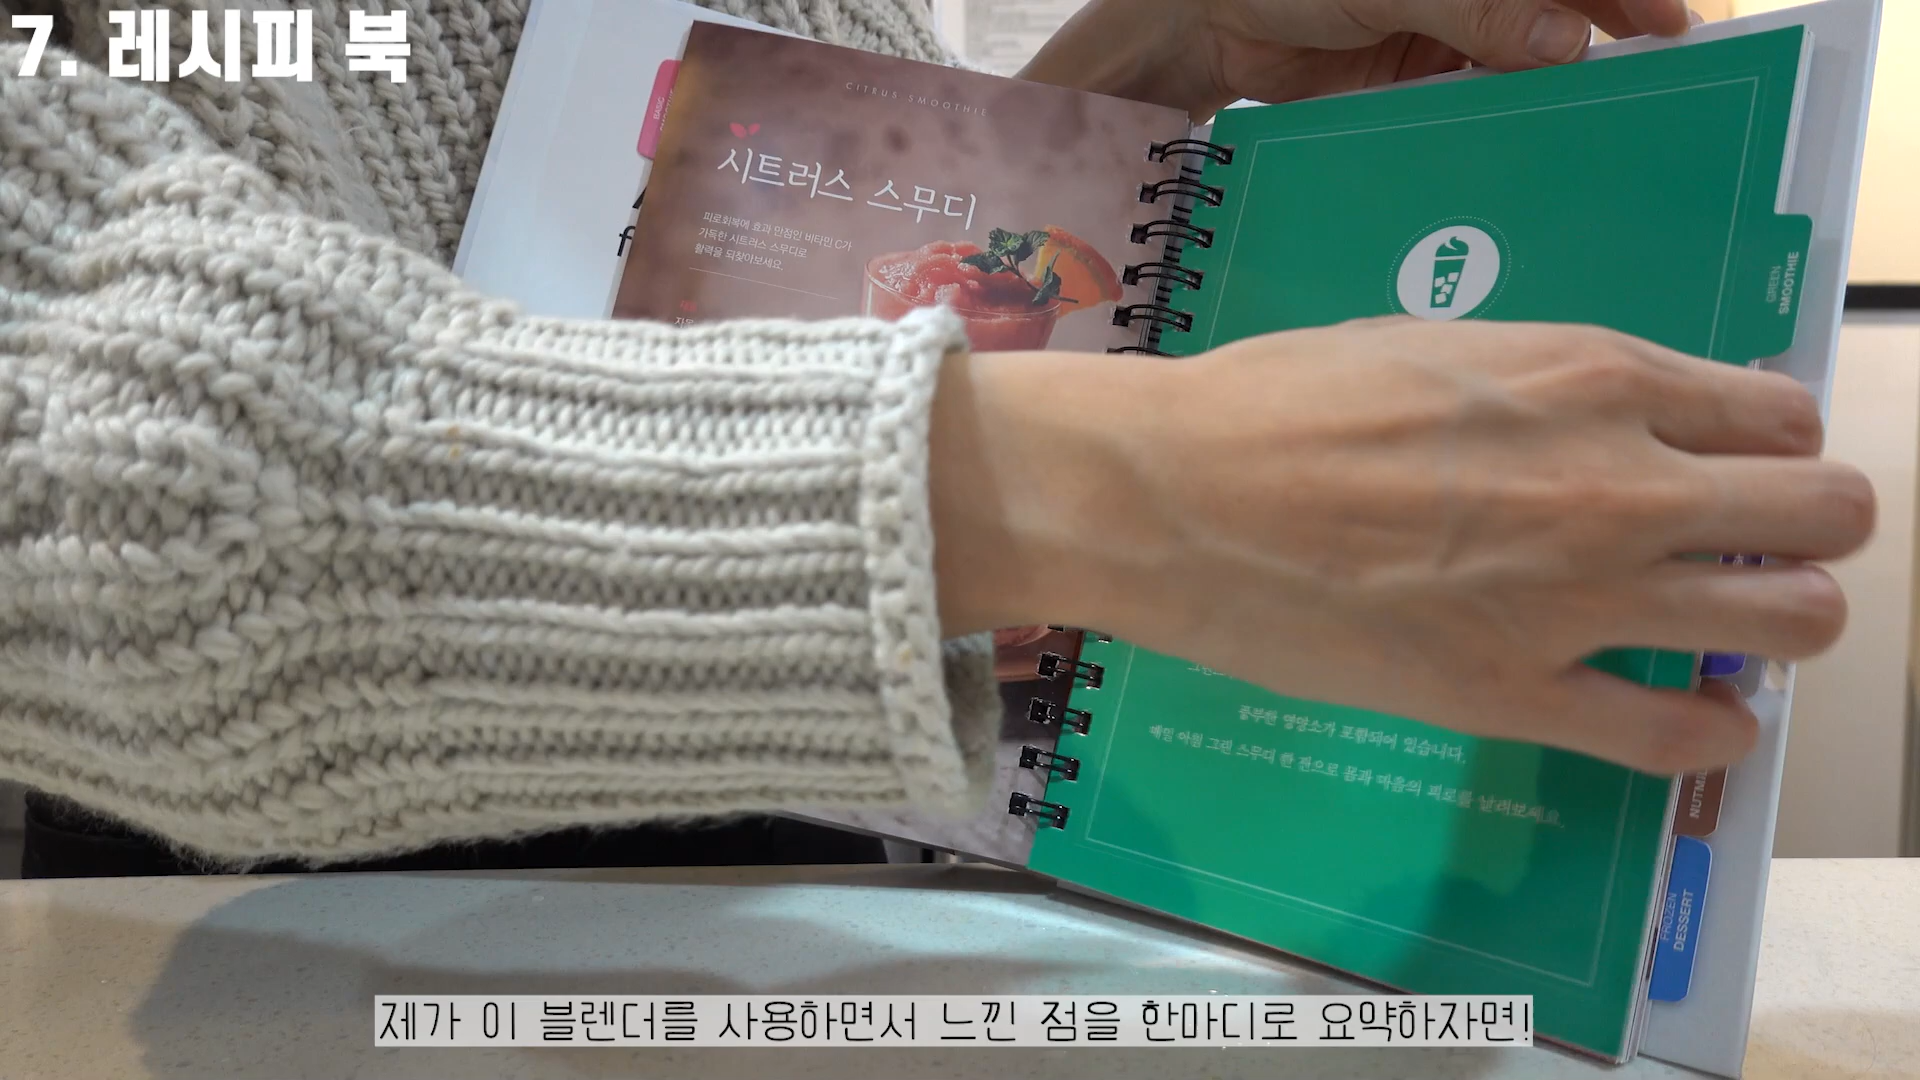 7. 레시피 북
BASIC
CITRUS SMOOTHIE
시트러스 스무디
피로회복에 효과 만점인 비타민 C가
가득한 시트러스 스무디로
활력을 되찾아보세요.
GREEN
SMOOTHIE
풍부한 영양소가 포함되어 있습니다.
매일 아침 그린 스무디 한 잔으로 몸과 마음의 피로를 날려보세요.
FROZEN
DESSERT
제가 이 블렌더를 사용하면서 느낀 점을 한마디로 요약하자면!